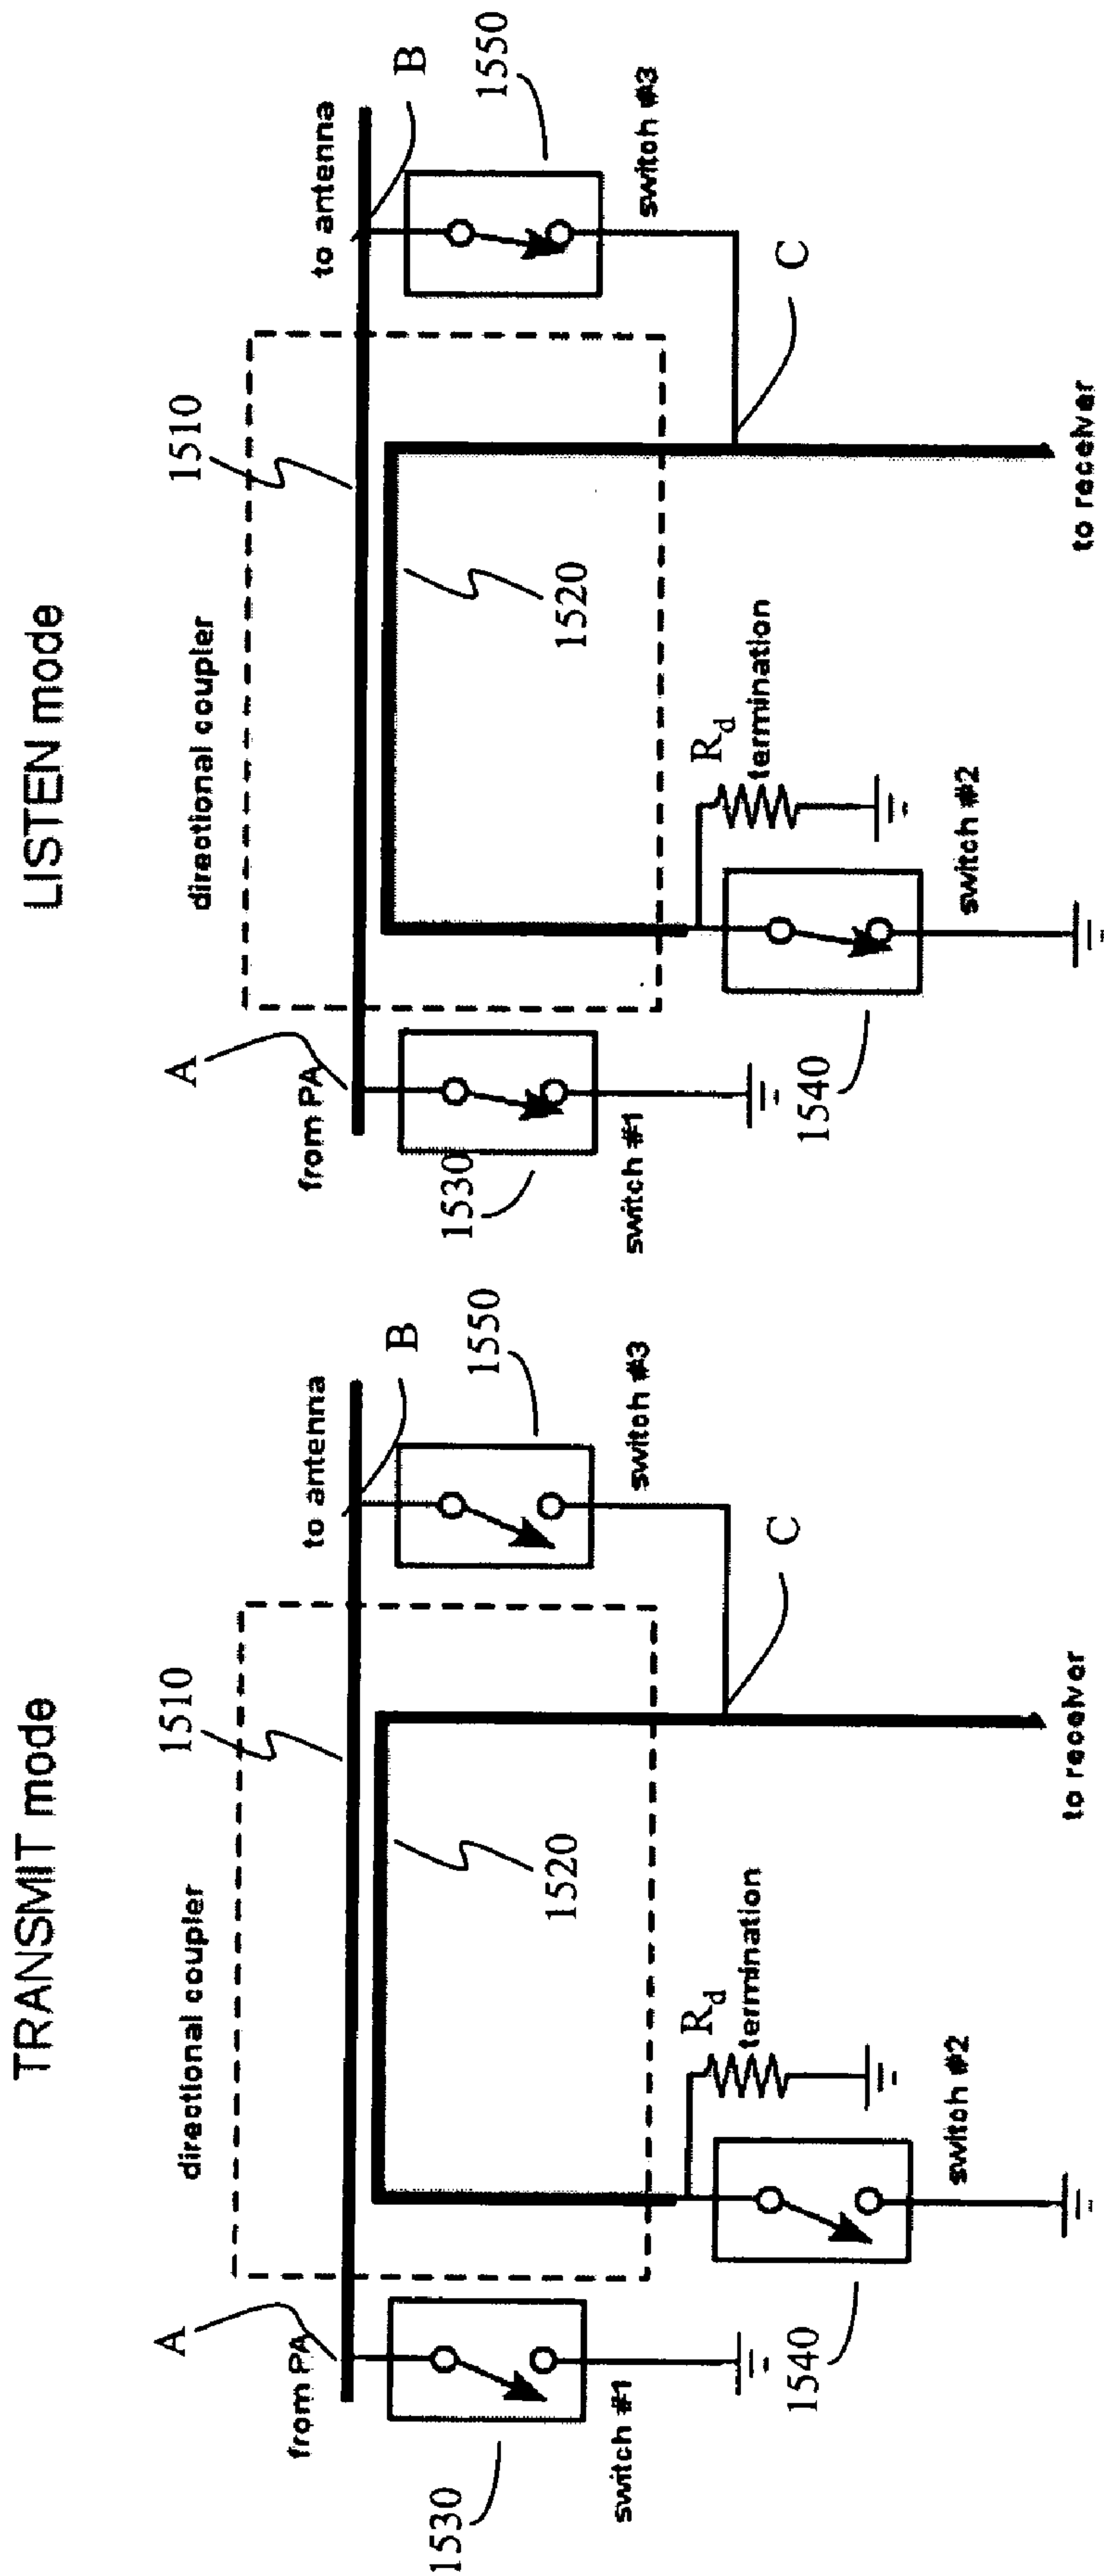 TRANSMIT mode
directional coupler
1510
A
from PA
to antenna
B
1530
switch #1
1520
1550
switch #3
R_d
termination
C
1540
switch #2
to receiver
LISTEN mode
directional coupler
1510
A
from PA
to antenna
B
1530
switch #1
1520
1550
switch #3
R_d
termination
C
1540
switch #2
to receiver